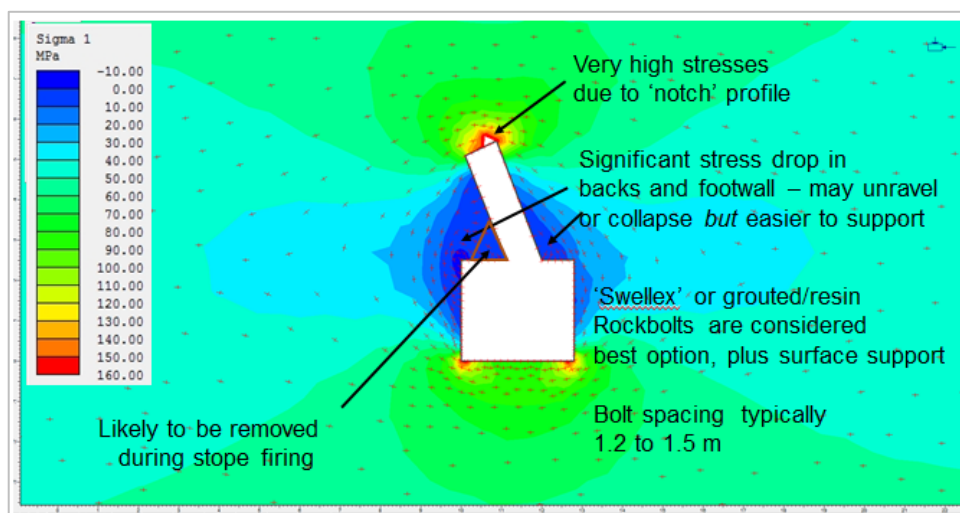 Sigma 1
MPa
-10.00
0.00
10.00
20.00
30.00
40.00
50.00
60.00
70.00
80.00
90.00
100.00
110.00
120.00
130.00
140.00
150.00
160.00
Very high stresses
due to ‘notch’ profile
Significant stress drop in
backs and footwall – may unravel
or collapse but easier to support
‘Swellex’ or grouted/resin
Rockbolts are considered
best option, plus surface support
Bolt spacing typically
1.2 to 1.5 m
Likely to be removed
during stope firing